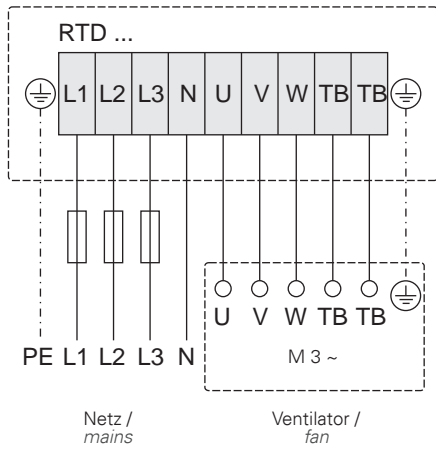 RTD ...
L1 L2 L3 N U V W TB TB
U V W TB TB
PE L1 L2 L3 N
M 3 ~
Netz / Ventilator /
mains fan